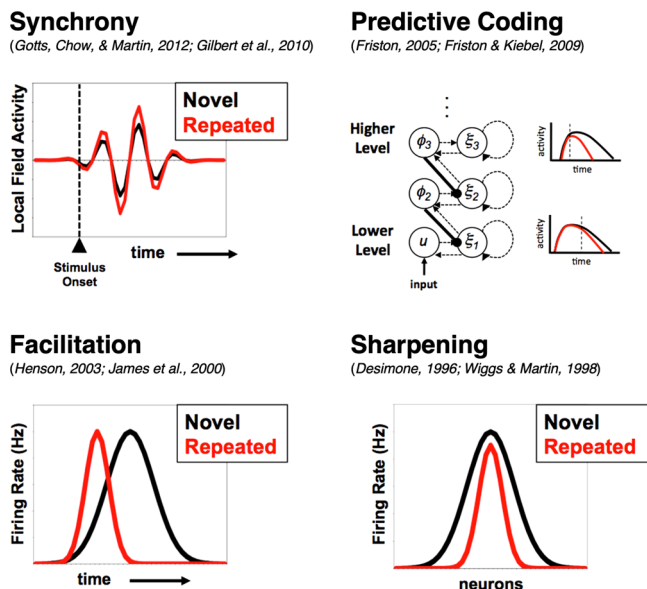 Synchrony
(Gotts, Chow, & Martin, 2012; Gilbert et al., 2010)
Local Field Activity
Novel
Repeated
time
Stimulus
Onset
Predictive Coding
(Friston, 2005; Friston & Kiebel, 2009)
Higher
Level
ϕ3
ξ3
ϕ2
ξ2
Lower
Level
u
ξ1
input
activity
time
activity
time
Facilitation
(Henson, 2003; James et al., 2000)
Firing Rate (Hz)
Novel
Repeated
time
Sharpening
(Desimone, 1996; Wiggs & Martin, 1998)
Firing Rate (Hz)
Novel
Repeated
neurons